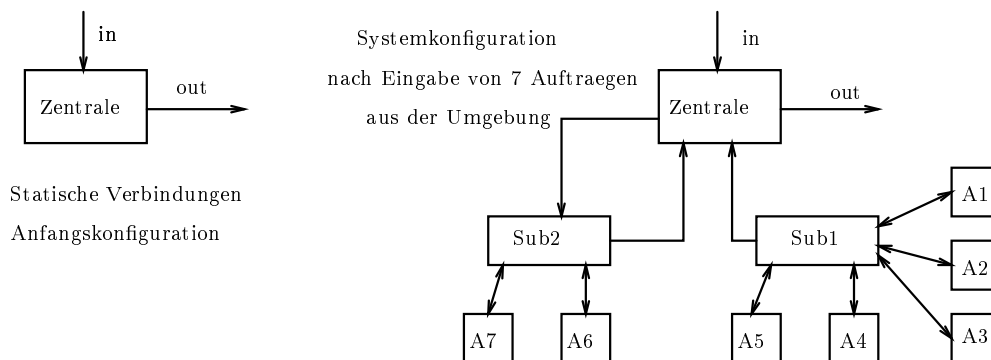 in
Zentrale
out
Statische Verbindungen
Anfangskonfiguration
Systemkonfiguration
nach Eingabe von 7 Auftraegen
aus der Umgebung
in
Zentrale
out
Sub2
Sub1
A1
A2
A3
A7
A6
A5
A4